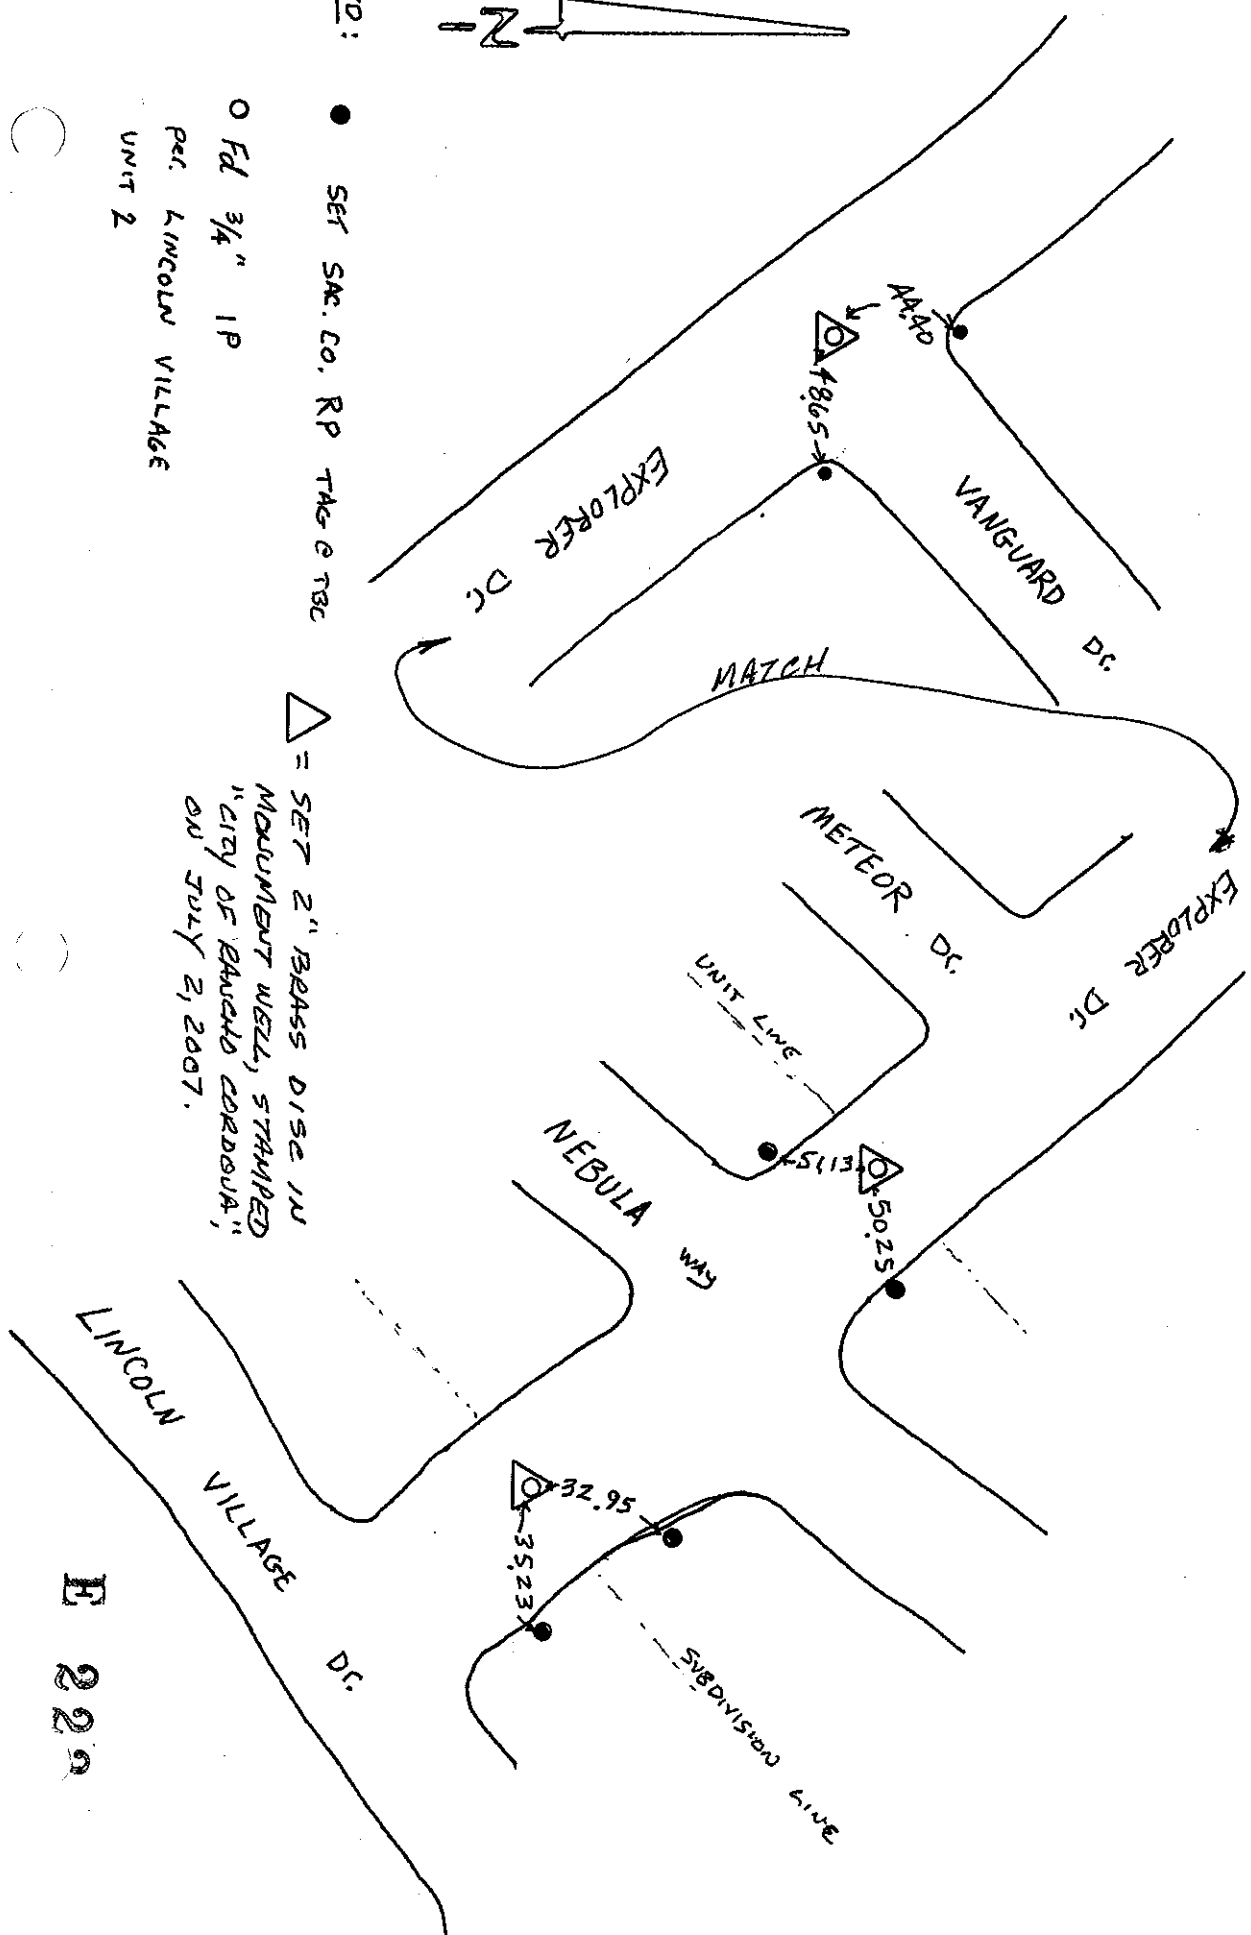 -N-
● SET SAC. CO. RP TAG @ TBC
○ Fd 3/4" IP
per. LINCOLN VILLAGE
UNIT 2
△ = SET 2" BRASS DISC IN
MONUMENT WELL, STAMPED
"CITY OF RANCHO CORDOVA",
ON JULY 2, 2007.
44.40
48.65
VANGUARD Dr.
EXPLORER Dr.
MATCH
EXPLORER Dr.
METEOR Dr.
UNIT LINE
51.13
50.25
NEBULA WAY
32.95
35.23
SUBDIVISION LINE
LINCOLN VILLAGE Dr.
E 22